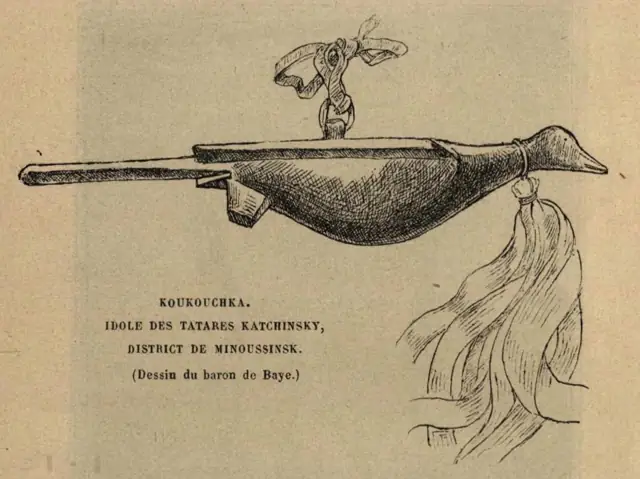 KOUKOUCHKA.
IDOLE DES TATARES KATCHINSKY,
DISTRICT DE MINOUSSINSK.
(Dessin du baron de Baye.)